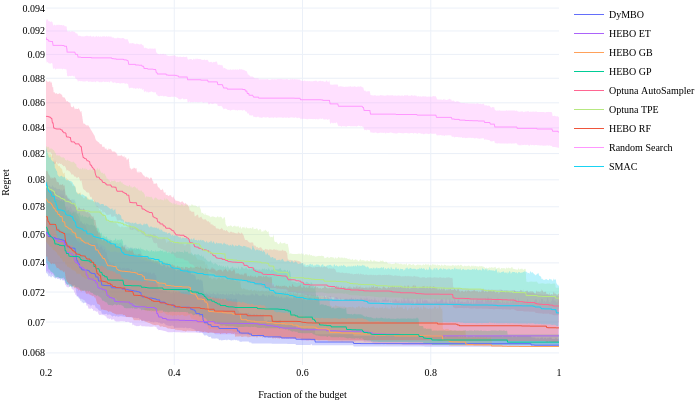 0.094
0.092
0.09
0.088
0.086
0.084
0.082
0.08
0.078
0.076
0.074
0.072
0.07
0.068
Regret
0.2
0.4
0.6
0.8
1
Fraction of the budget
DyMBO
HEBO ET
HEBO GB
HEBO GP
Optuna AutoSampler
Optuna TPE
HEBO RF
Random Search
SMAC